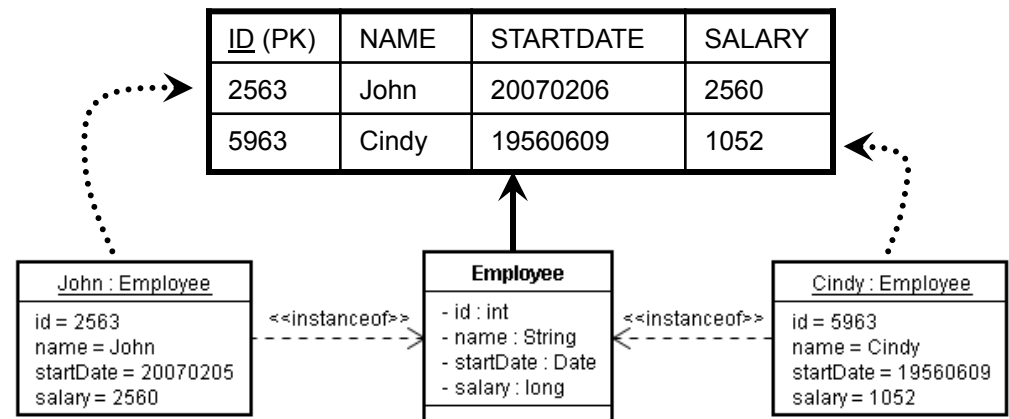 ID (PK) NAME STARTDATE SALARY
2563 John 20070206 2560
5963 Cindy 19560609 1052
John : Employee
id = 2563
name = John
startDate = 20070205
salary = 2560
<<instanceof>>
Employee
- id : int
- name : String
- startDate : Date
- salary : long
<<instanceof>>
Cindy : Employee
id = 5963
name = Cindy
startDate = 19560609
salary = 1052